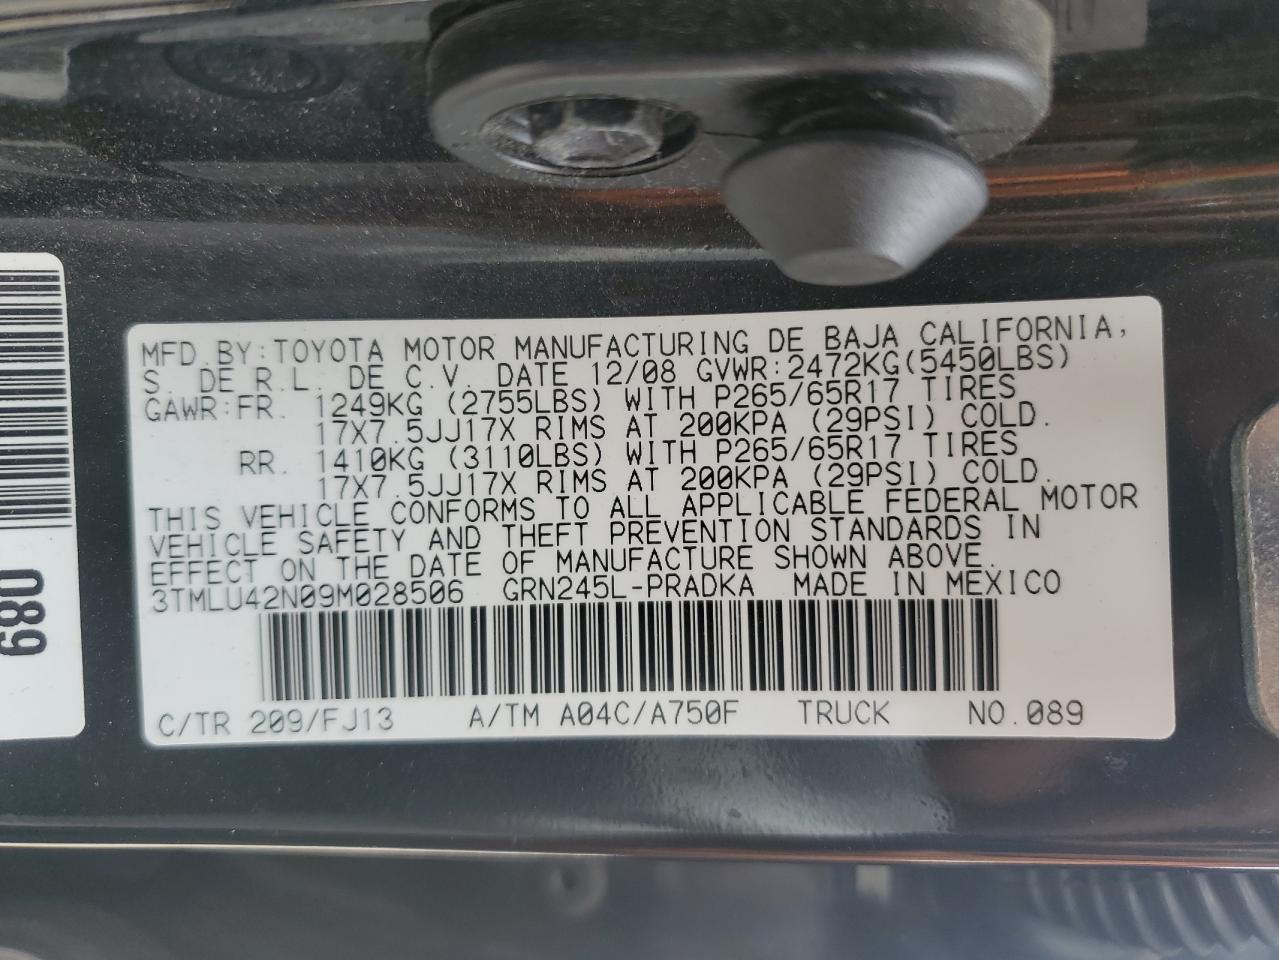 MFD.BY:TOYOTA MOTOR MANUFACTURING DE BAJA CALIFORNIA,
S. DE R.L. DE C.V. DATE 12/08 GVWR:2472KG(5450LBS)
GAWR:FR. 1249KG (2755LBS) WITH P265/65R17 TIRES
17X7.5JJ17X RIMS AT 200KPA (29PSI) COLD.
RR. 1410KG (3110LBS) WITH P265/65R17 TIRES
17X7.5JJ17X RIMS AT 200KPA (29PSI) COLD.
THIS VEHICLE CONFORMS TO ALL APPLICABLE FEDERAL MOTOR
VEHICLE SAFETY AND THEFT PREVENTION STANDARDS IN
EFFECT ON THE DATE OF MANUFACTURE SHOWN ABOVE.
3TMLU42N09M028506 GRN245L-PRADKA MADE IN MEXICO
C/TR 209/FJ13 A/TM A04C/A750F TRUCK NO.089
089